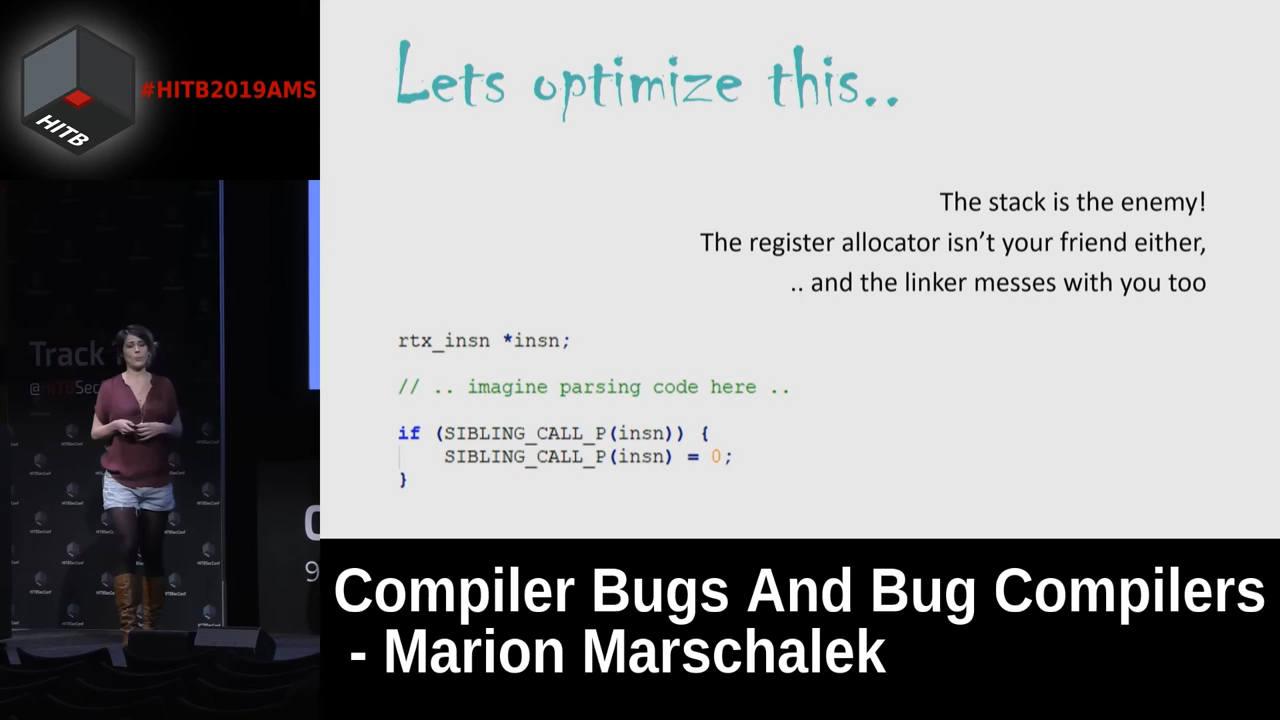 HITB
#HITB2019AMS
Lets optimize this..
The stack is the enemy!
The register allocator isn't your friend either,
.. and the linker messes with you too
rtx_insn *insn;
// .. imagine parsing code here ..
if (SIBLING_CALL_P(insn)) {
SIBLING_CALL_P(insn) = 0;
}
Track
Compiler Bugs And Bug Compilers
- Marion Marschalek